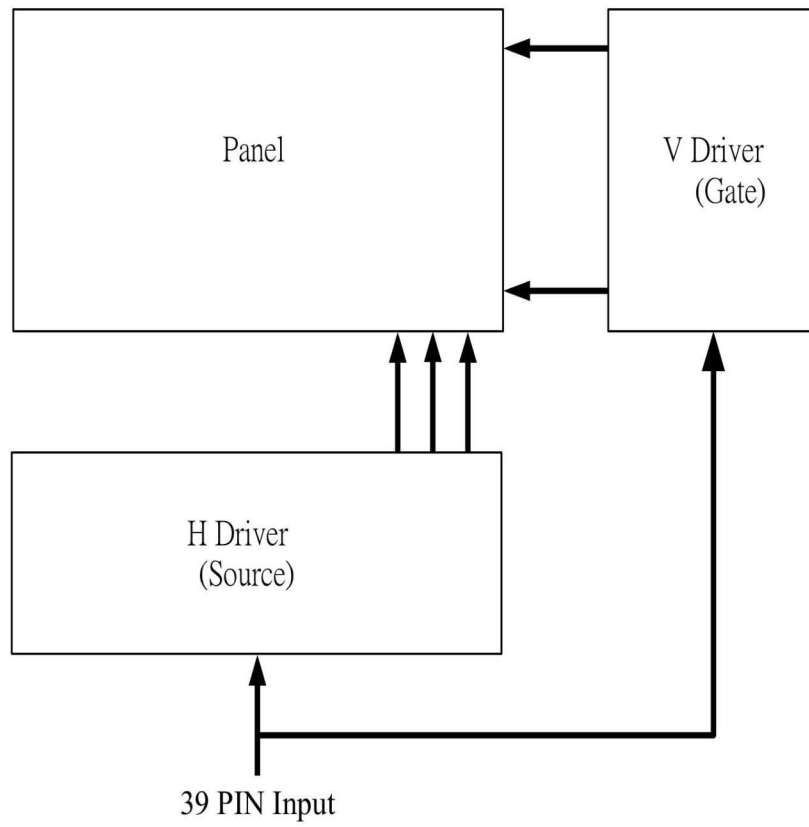 Panel
V Driver
(Gate)
H Driver
(Source)
39 PIN Input